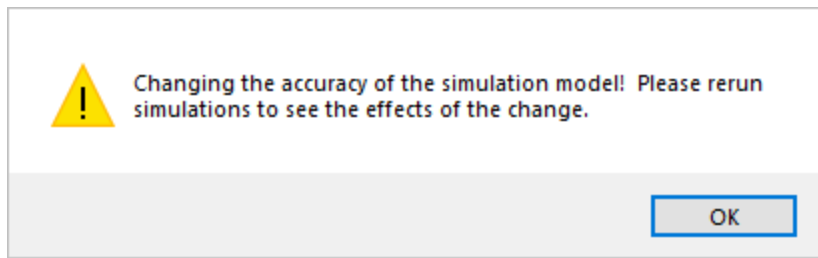 Changing the accuracy of the simulation model!  Please rerun
simulations to see the effects of the change.
OK